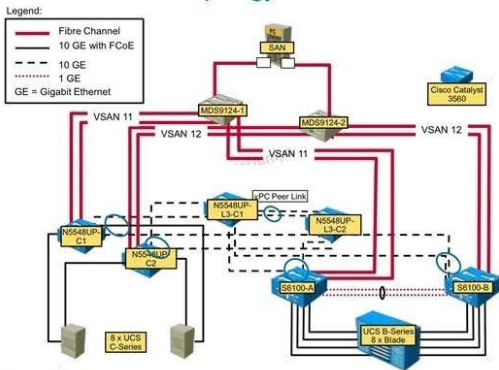 Legend:
Fibre Channel
10 GE with FCoE
10 GE
1 GE
GE = Gigabit Ethernet
FC
SAN
Cisco Catalyst
3560
MDS9124-1
MDS9124-2
VSAN 11
VSAN 12
VSAN 12
VSAN 11
vPC Peer Link
N5548UP-
L3-C1
N5548UP-
L3-C2
N5548UP-
C1
N5548UP-
C2
S6100-A
S6100-B
8 x UCS
C-Series
UCS B-Series
8 x Blade